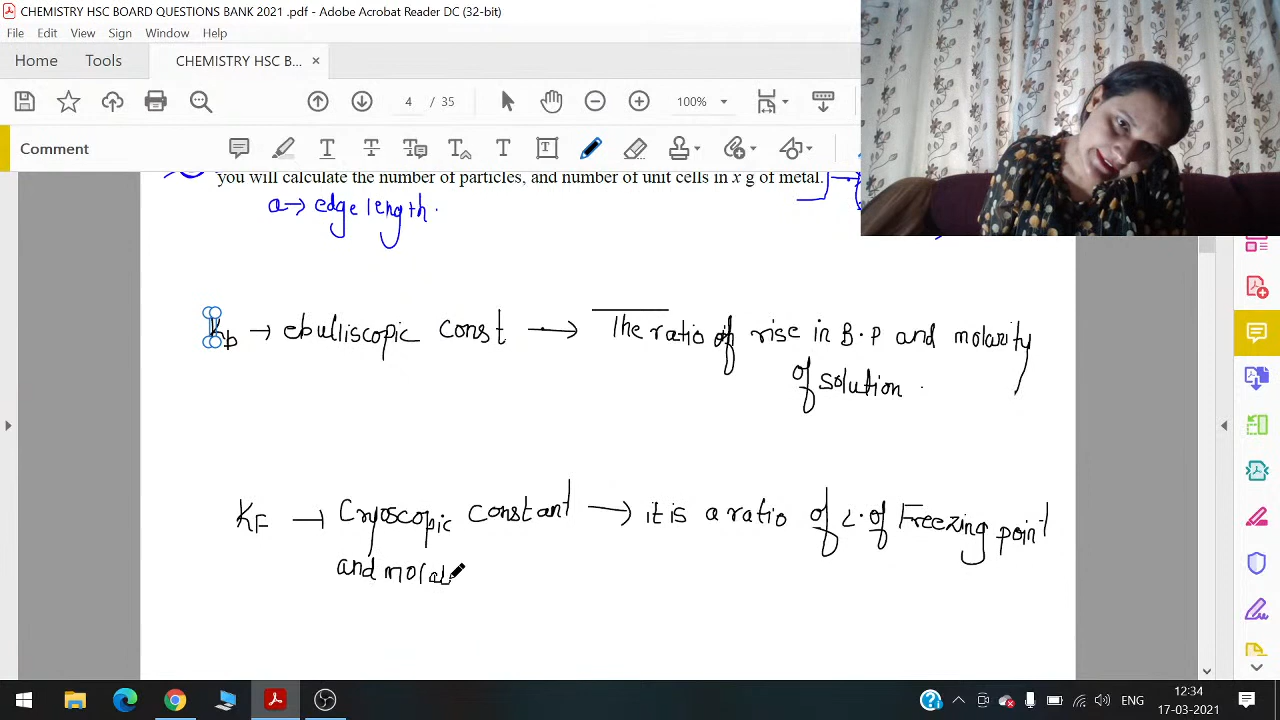 CHEMISTRY HSC BOARD QUESTIONS BANK 2021 .pdf - Adobe Acrobat Reader DC (32-bit)
File Edit View Sign Window Help
Home Tools CHEMISTRY HSC B... ×
4 / 35 100%
Comment
you will calculate the number of particles, and number of unit cells in x g of metal.
a → edge length.
Kb → ebulliscopic const → The ratio of rise in B.P and molarity
of solution.
KF → Cryoscopic constant → it is a ratio of L. of Freezing point
and molal
ENG 12:34
17-03-2021